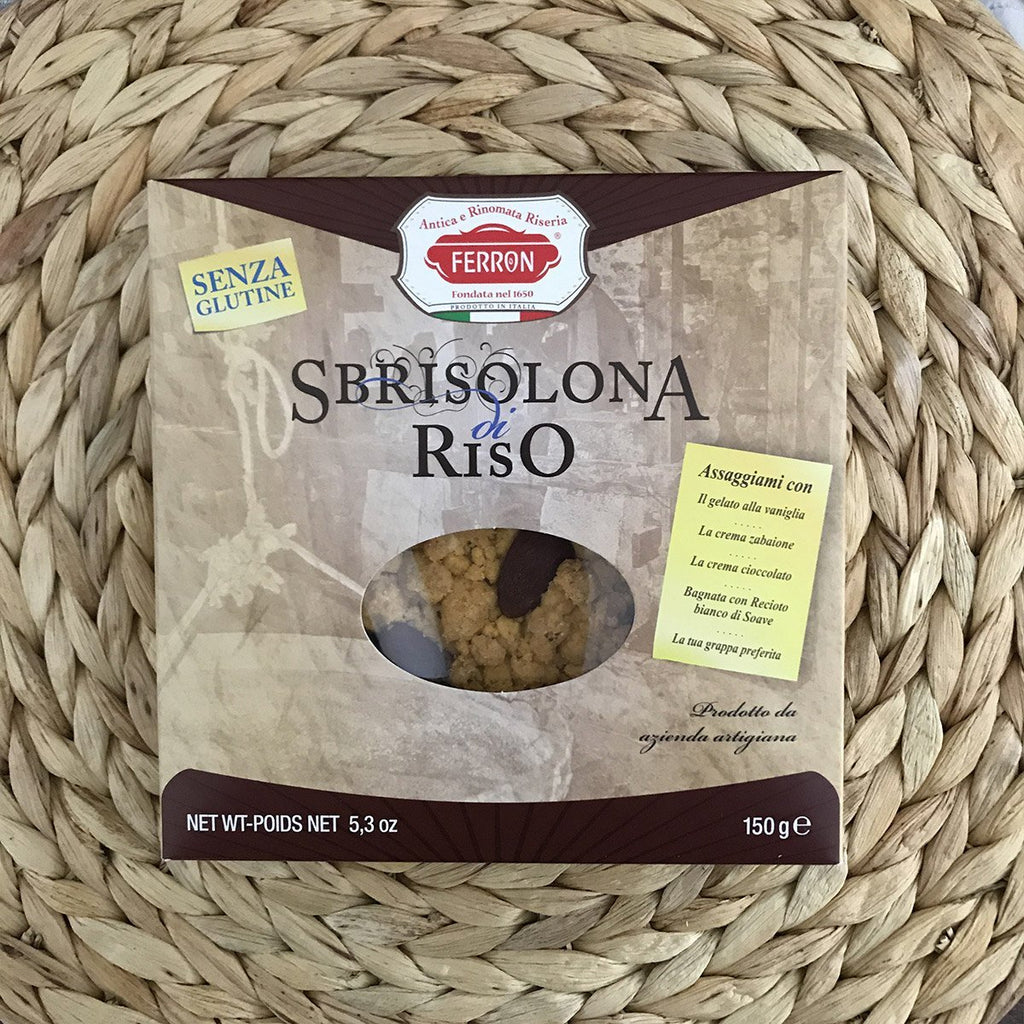 Antica e Rinomata Riseria
FERRON
®
Fondata nel 1650
PRODOTTO IN ITALIA
SENZA
GLUTINE
SBRISOLONA
di
RISO
Assaggiami con
Il gelato alla vaniglia
.....
La crema zabaione
.....
La crema cioccolato
.....
Bagnata con Recioto
bianco di Soave
.....
La tua grappa preferita
Prodotto da
azienda artigiana
NET WT-POIDS NET 5,3 oz
150 g ℮